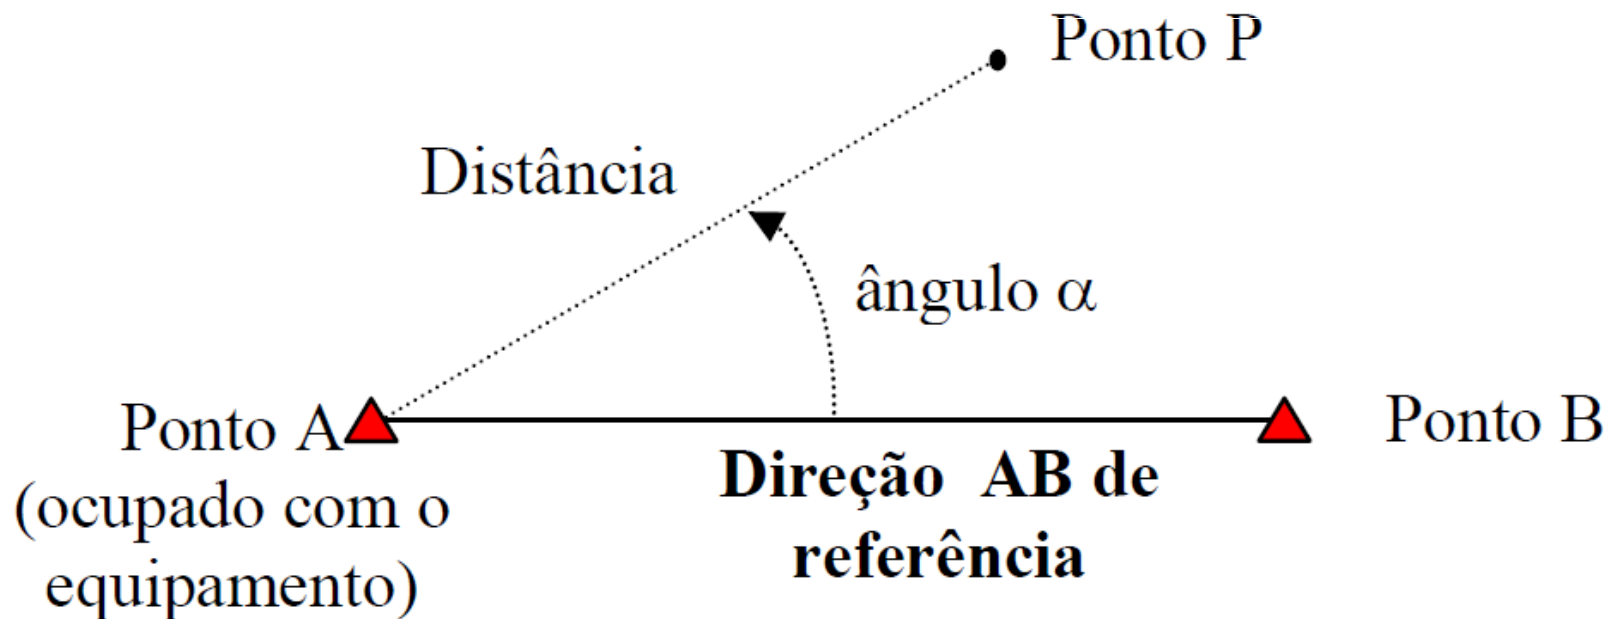 Ponto P
Distância
ângulo α
Ponto A
(ocupado com o
equipamento)
Direção AB de
referência
Ponto B